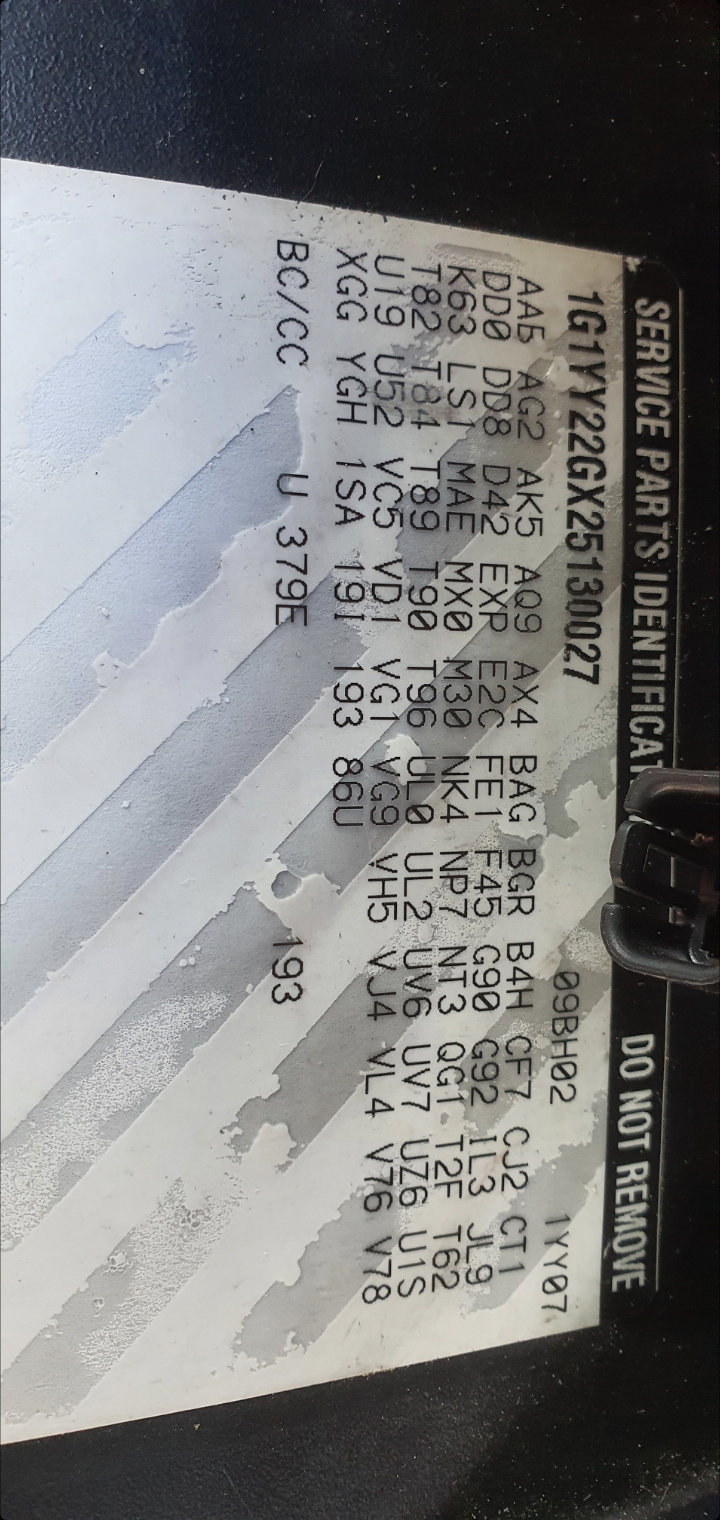 SERVICE PARTS IDENTIFICAT DO NOT REMOVE
1G1YY22GX25130027 09BH02 1YY07
AA5 AG2 AK5 AQ9 AX4 BAG BGR B4H CF7 CJ2 CT1
DD0 DD8 D42 EXP E2C FE1 F45 G90 G92 IL3 JL9
K63 LS1 MAE MX0 M30 NK4 NP7 NT3 QG1 T2F T62
T82 T84 T89 T90 T96 UL0 UL2 UV6 UV7 UZ6 U1S
U19 U52 VC5 VD1 VG1 VG9 VH5 VJ4 VL4 V76 V78
XGG YGH 1SA 19I 193 86U
BC/CC U 379E 193